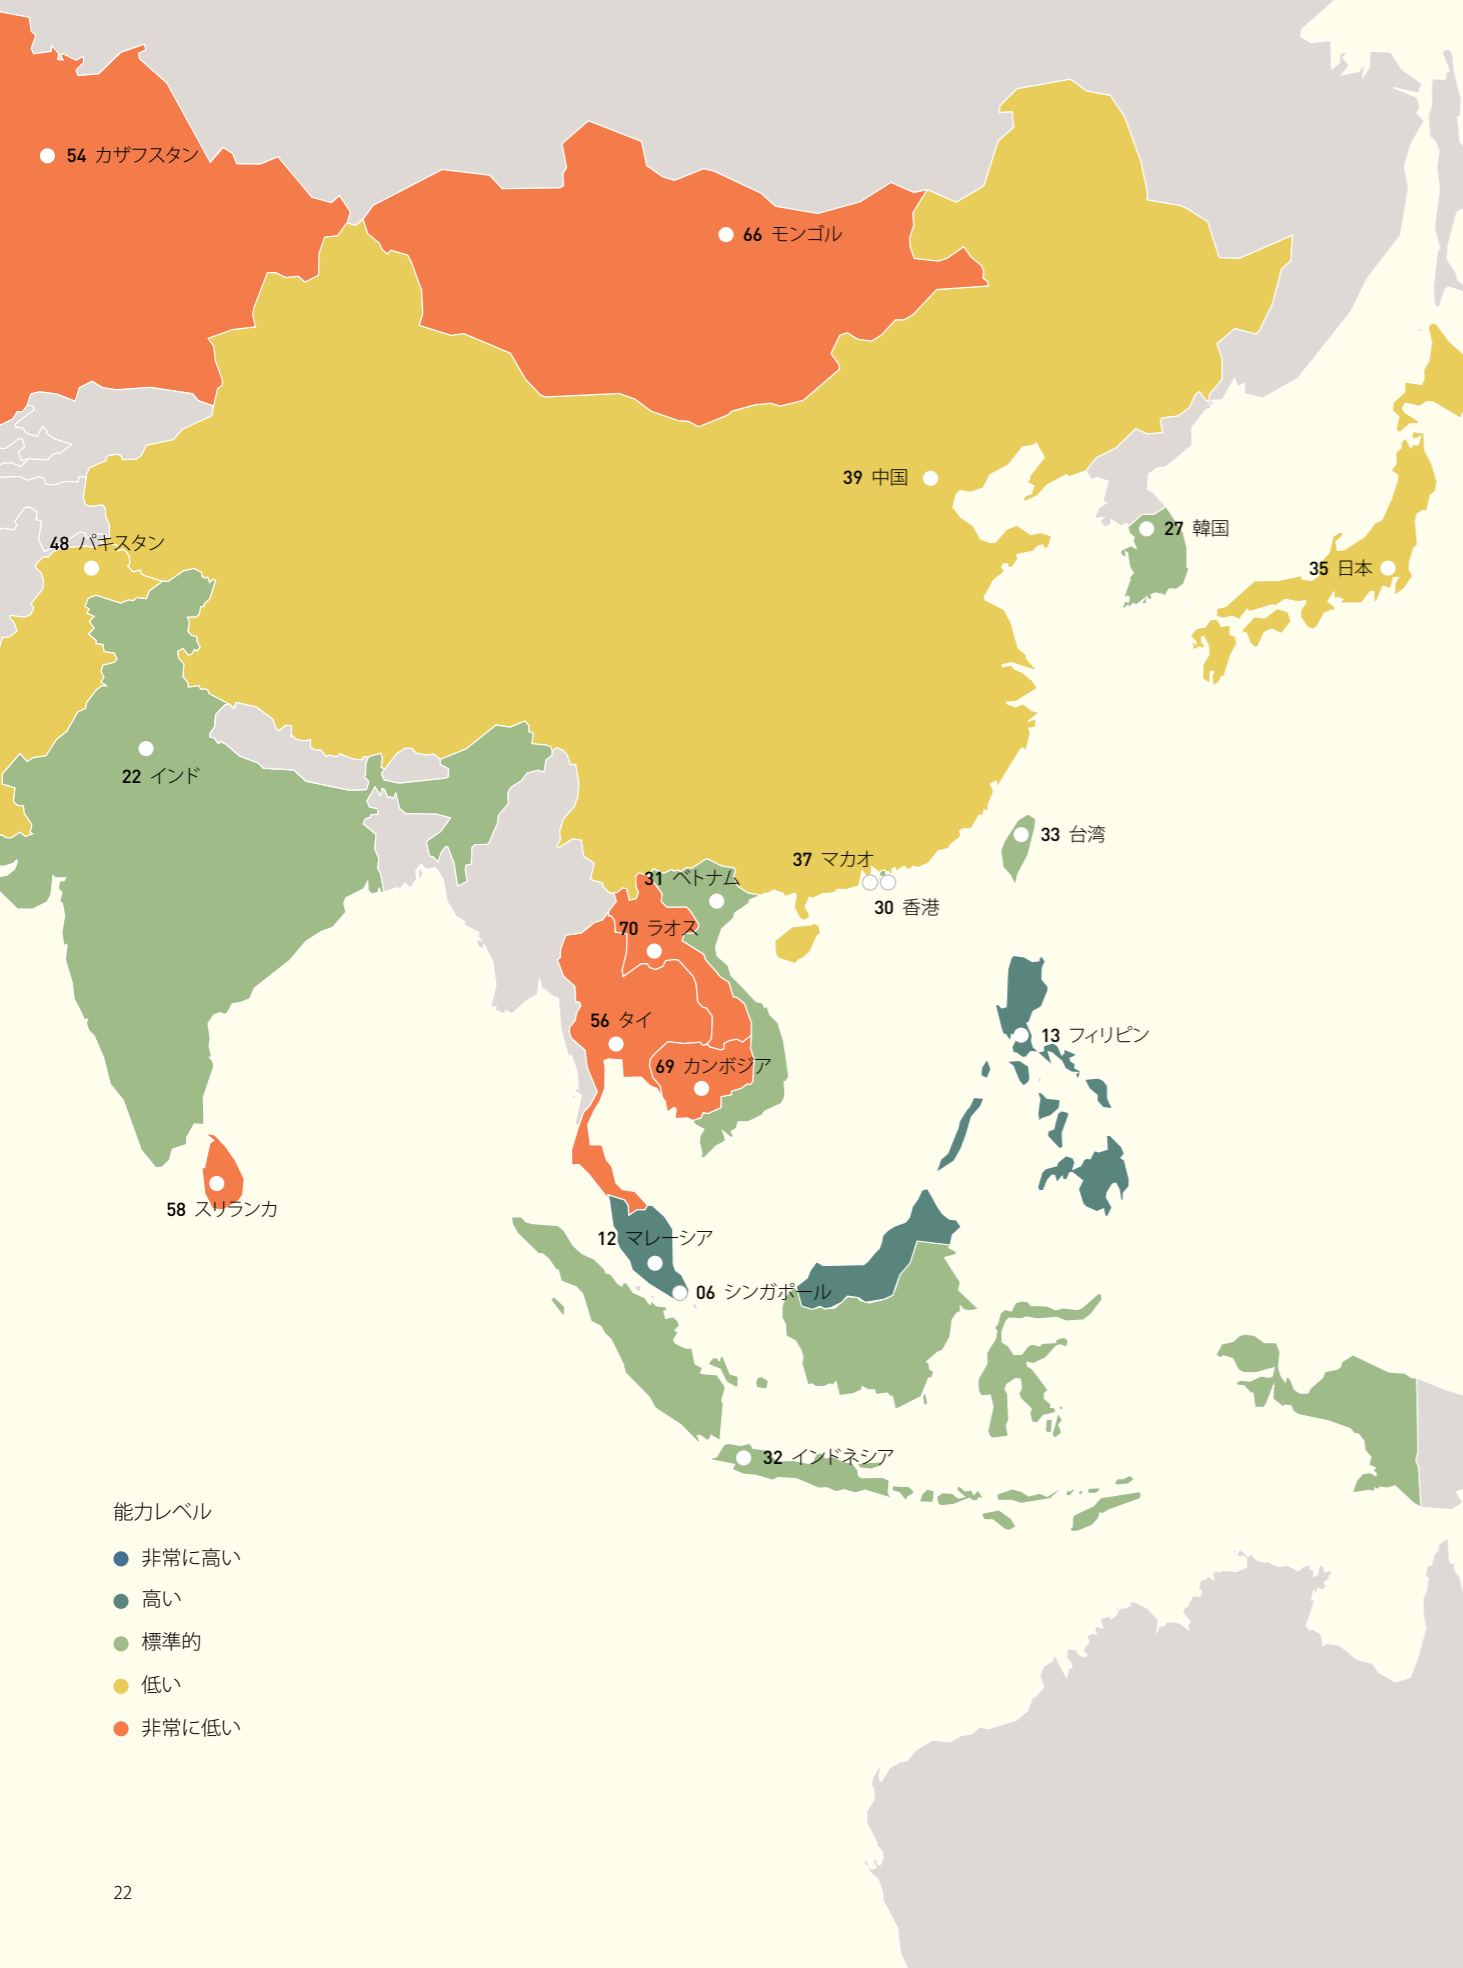 54 カザフスタン
66 モンゴル
39 中国
27 韓国
48 パキスタン
35 日本
22 インド
33 台湾
37 マカオ
31 ベトナム
30 香港
70 ラオス
56 タイ
13 フィリピン
69 カンボジア
58 スリランカ
12 マレーシア
06 シンガポール
32 インドネシア
能力レベル
非常に高い
高い
標準的
低い
非常に低い
22